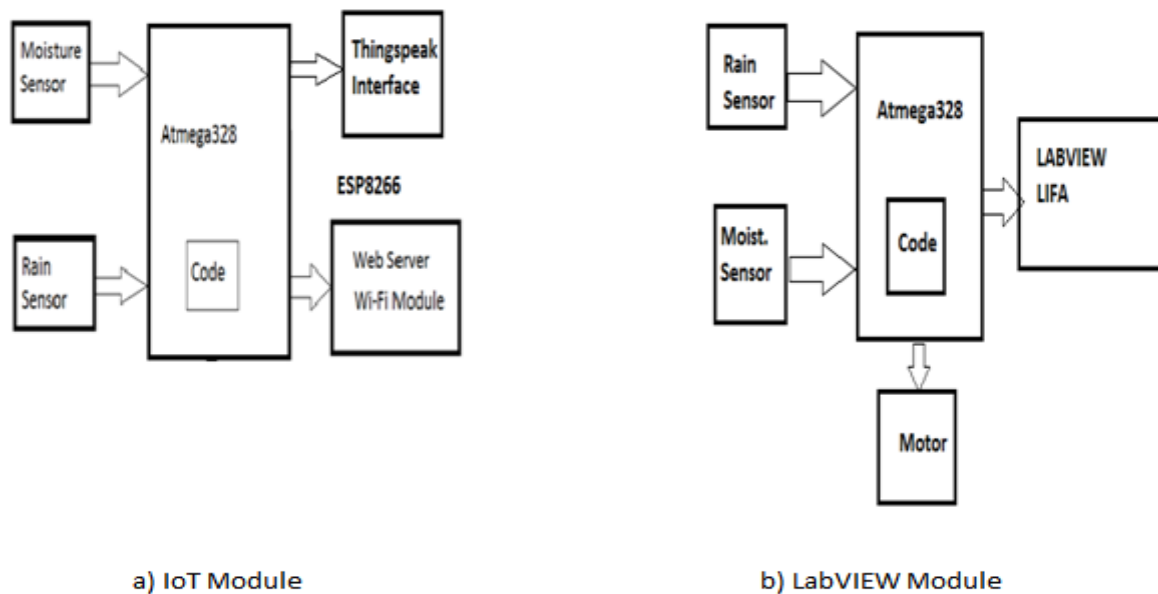 Moisture
Sensor
Atmega328
Thingspeak
Interface
ESP8266
Rain
Sensor
Code
Web Server
Wi-Fi Module
a) IoT Module
Rain
Sensor
Atmega328
LABVIEW
LIFA
Moist.
Sensor
Code
Motor
b) LabVIEW Module